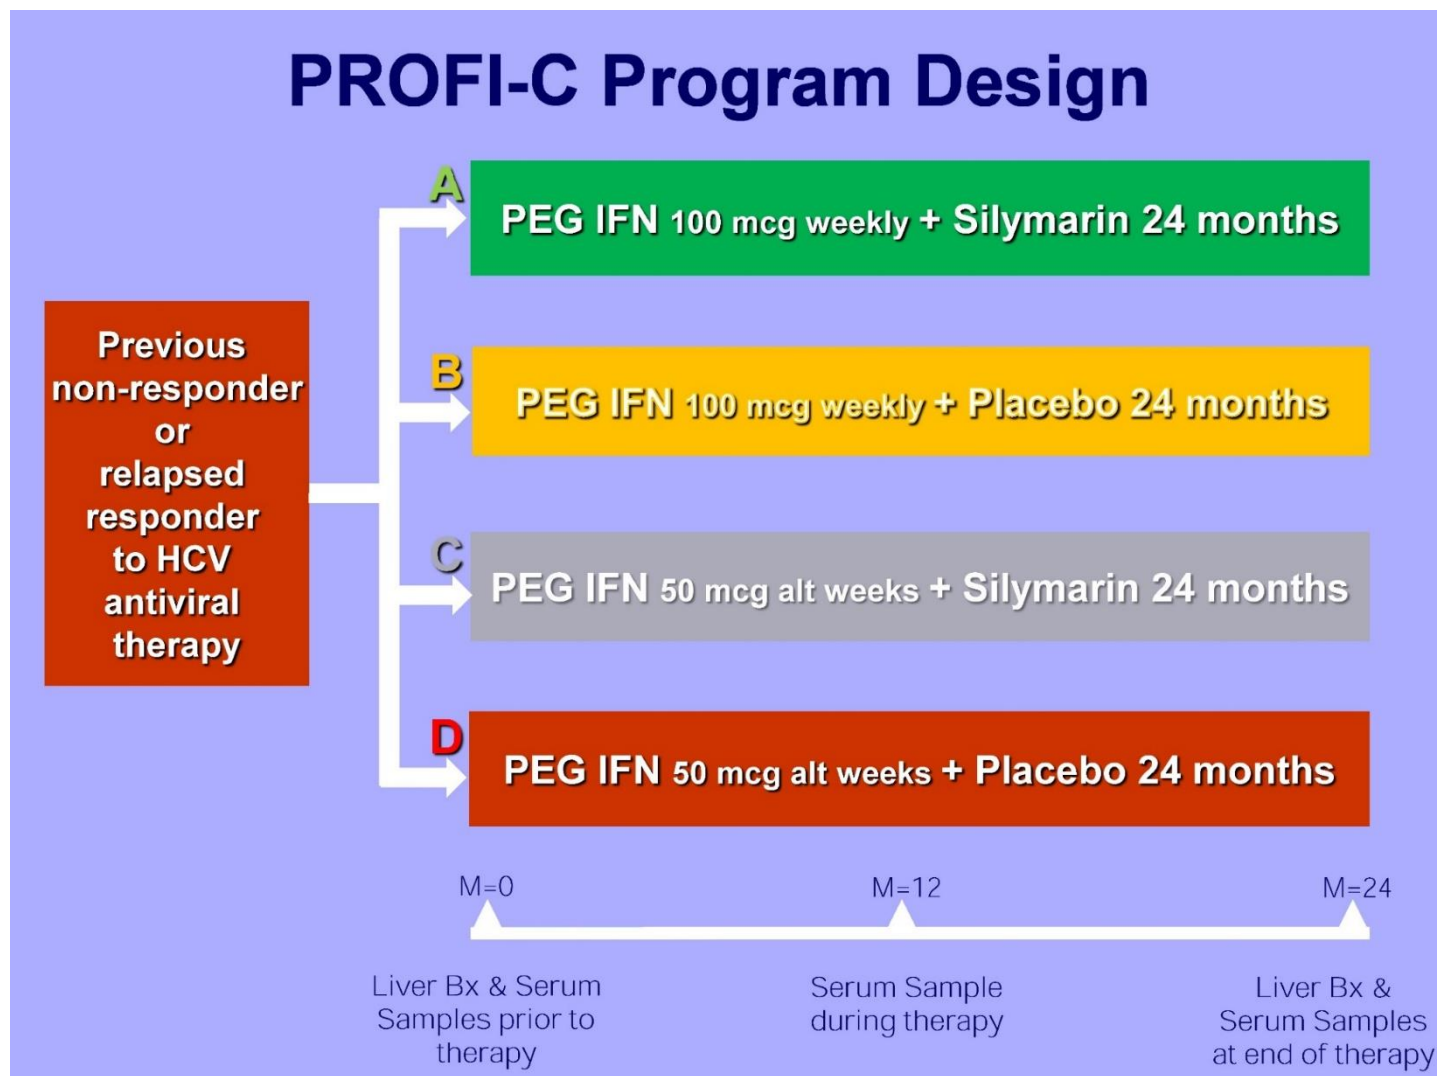 PROFI-C Program Design
A
PEG IFN 100 mcg weekly + Silymarin 24 months
Previous
non-responder
or
relapsed
responder
to HCV
antiviral
therapy
B
PEG IFN 100 mcg weekly + Placebo 24 months
C
PEG IFN 50 mcg alt weeks + Silymarin 24 months
D
PEG IFN 50 mcg alt weeks + Placebo 24 months
M=0
M=12
M=24
Liver Bx & Serum
Samples prior to
therapy
Serum Sample
during therapy
Liver Bx &
Serum Samples
at end of therapy